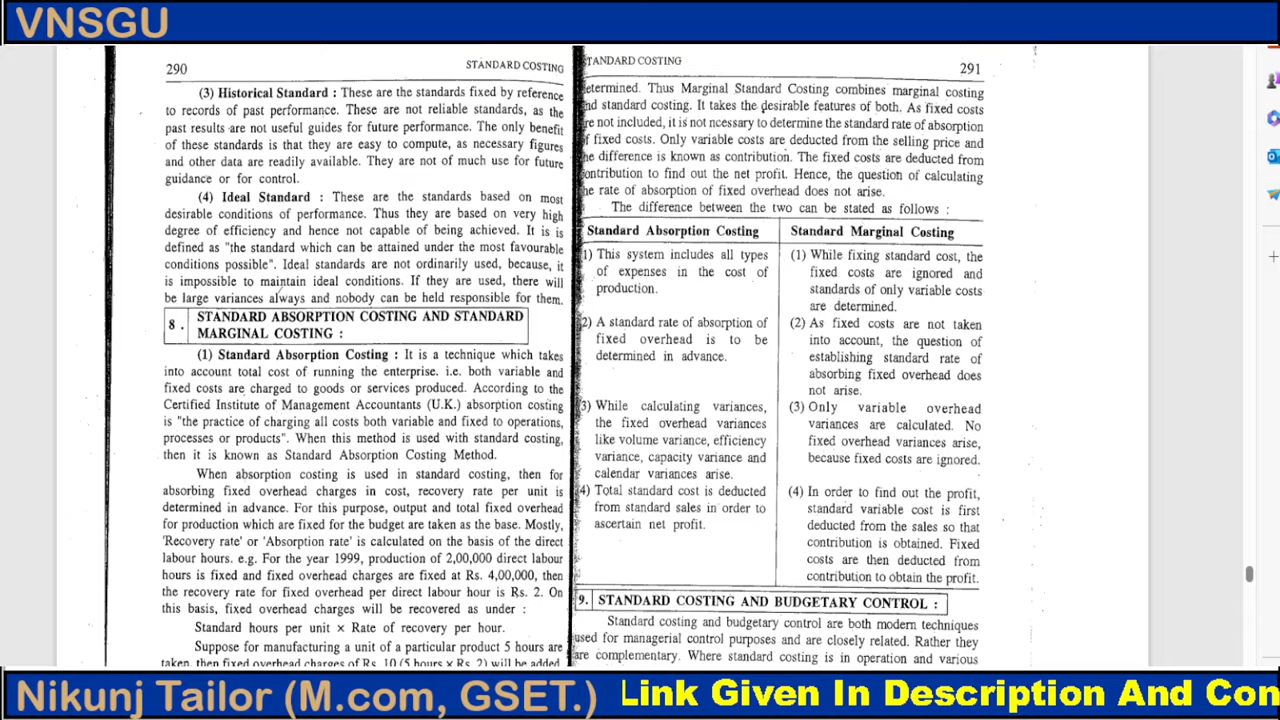 VNSGU
290 STANDARD COSTING
(3) Historical Standard : These are the standards fixed by reference
to records of past performance. These are not reliable standards, as the
past results are not useful guides for future performance. The only benefit
of these standards is that they are easy to compute, as necessary figures
and other data are readily available. They are not of much use for future
guidance or for control.
(4) Ideal Standard : These are the standards based on most
desirable conditions of performance. Thus they are based on very high
degree of efficiency and hence not capable of being achieved. It is is
defined as "the standard which can be attained under the most favourable
conditions possible". Ideal standards are not ordinarily used, because, it
is impossible to maintain ideal conditions. If they are used, there will
be large variances always and nobody can be held responsible for them.
8 . STANDARD ABSORPTION COSTING AND STANDARD
MARGINAL COSTING :
(1) Standard Absorption Costing : It is a technique which takes
into account total cost of running the enterprise. i.e. both variable and
fixed costs are charged to goods or services produced. According to the
Certified Institute of Management Accountants (U.K.) absorption costing
is "the practice of charging all costs both variable and fixed to operations,
processes or products". When this method is used with standard costing,
then it is known as Standard Absorption Costing Method.
When absorption costing is used in standard costing, then for
absorbing fixed overhead charges in cost, recovery rate per unit is
determined in advance. For this purpose, output and total fixed overhead
for production which are fixed for the budget are taken as the base. Mostly,
'Recovery rate' or 'Absorption rate' is calculated on the basis of the direct
labour hours. e.g. For the year 1999, production of 2,00,000 direct labour
hours is fixed and fixed overhead charges are fixed at Rs. 4,00,000, then
the recovery rate for fixed overhead per direct labour hour is Rs. 2. On
this basis, fixed overhead charges will be recovered as under :
Standard hours per unit × Rate of recovery per hour.
Suppose for manufacturing a unit of a particular product 5 hours are
taken, then fixed overhead charges of Rs. 10 (5 hours × Rs. 2) will be added
TANDARD COSTING 291
etermined. Thus Marginal Standard Costing combines marginal costing
nd standard costing. It takes the desirable features of both. As fixed costs
re not included, it is not ncessary to determine the standard rate of absorption
f fixed costs. Only variable costs are deducted from the selling price and
he difference is known as contribution. The fixed costs are deducted from
ontribution to find out the net profit. Hence, the question of calculating
he rate of absorption of fixed overhead does not arise.
The difference between the two can be stated as follows :
Standard Absorption Costing
1) This system includes all types
of expenses in the cost of
production.
2) A standard rate of absorption of
fixed overhead is to be
determined in advance.
3) While calculating variances,
the fixed overhead variances
like volume variance, efficiency
variance, capacity variance and
calendar variances arise.
4) Total standard cost is deducted
from standard sales in order to
ascertain net profit.
Standard Marginal Costing
(1) While fixing standard cost, the
fixed costs are ignored and
standards of only variable costs
are determined.
(2) As fixed costs are not taken
into account, the question of
establishing standard rate of
absorbing fixed overhead does
not arise.
(3) Only variable overhead
variances are calculated. No
fixed overhead variances arise,
because fixed costs are ignored.
(4) In order to find out the profit,
standard variable cost is first
deducted from the sales so that
contribution is obtained. Fixed
costs are then deducted from
contribution to obtain the profit.
9. STANDARD COSTING AND BUDGETARY CONTROL :
Standard costing and budgetary control are both modern techniques
used for managerial control purposes and are closely related. Rather they
are complementary. Where standard costing is in operation and various
Nikunj Tailor (M.com, GSET.) Link Given In Description And Con